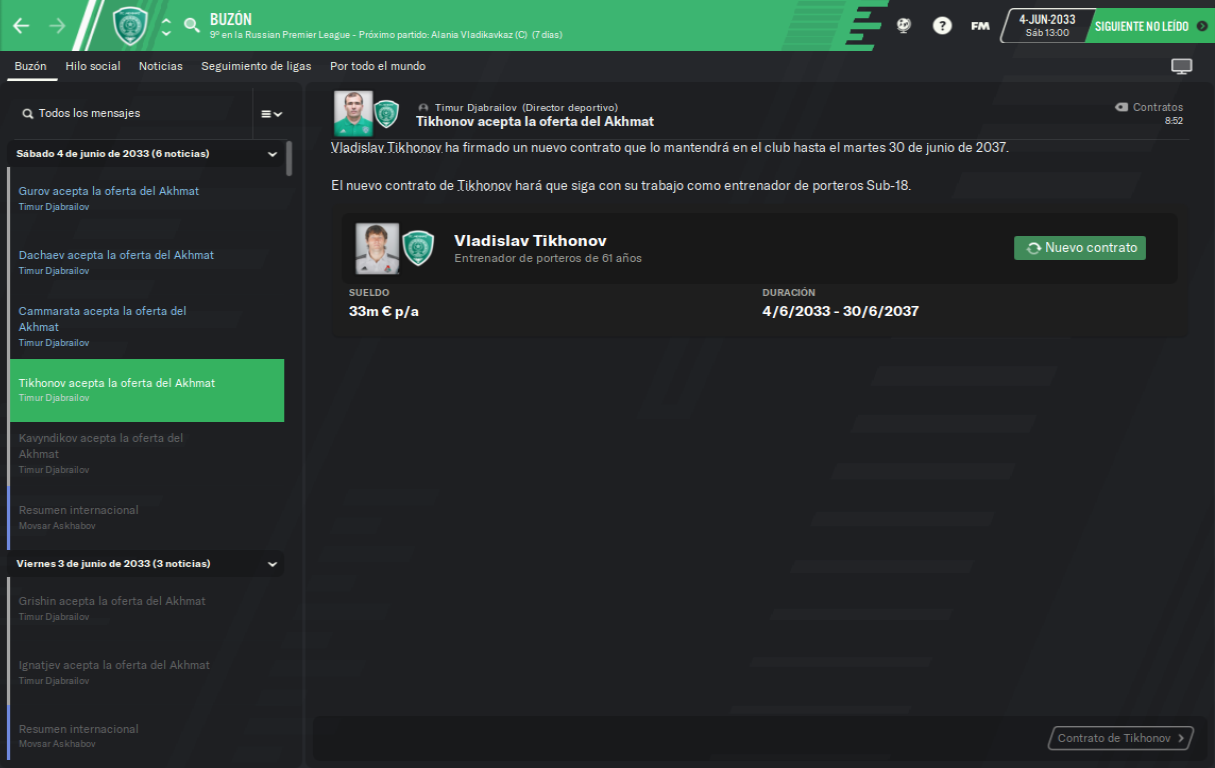 BUZÓN
9º en la Russian Premier League - Próximo partido: Alania Vladikavkaz (C) (7 días)
?
FM
4-JUN-2033
Sáb 13:00
SIGUIENTE NO LEÍDO
Buzón
Hilo social
Noticias
Seguimiento de ligas
Por todo el mundo
Todos los mensajes
Sábado 4 de junio de 2033 (6 noticias)
Gurov acepta la oferta del Akhmat
Timur Djabrailov
Dachaev acepta la oferta del Akhmat
Timur Djabrailov
Cammarata acepta la oferta del
Akhmat
Timur Djabrailov
Tikhonov acepta la oferta del Akhmat
Timur Djabrailov
Kavyndikov acepta la oferta del
Akhmat
Timur Djabrailov
Resumen internacional
Movsar Askhabov
Viernes 3 de junio de 2033 (3 noticias)
Grishin acepta la oferta del Akhmat
Timur Djabrailov
Ignatjev acepta la oferta del Akhmat
Timur Djabrailov
Resumen internacional
Movsar Askhabov
Timur Djabrailov (Director deportivo)
Tikhonov acepta la oferta del Akhmat
Contratos
8:52
Vladislav Tikhonov ha firmado un nuevo contrato que lo mantendrá en el club hasta el martes 30 de junio de 2037.
El nuevo contrato de Tikhonov hará que siga con su trabajo como entrenador de porteros Sub-18.
Vladislav Tikhonov
Entrenador de porteros de 61 años
Nuevo contrato
SUELDO
33m € p/a
DURACIÓN
4/6/2033 - 30/6/2037
Contrato de Tikhonov